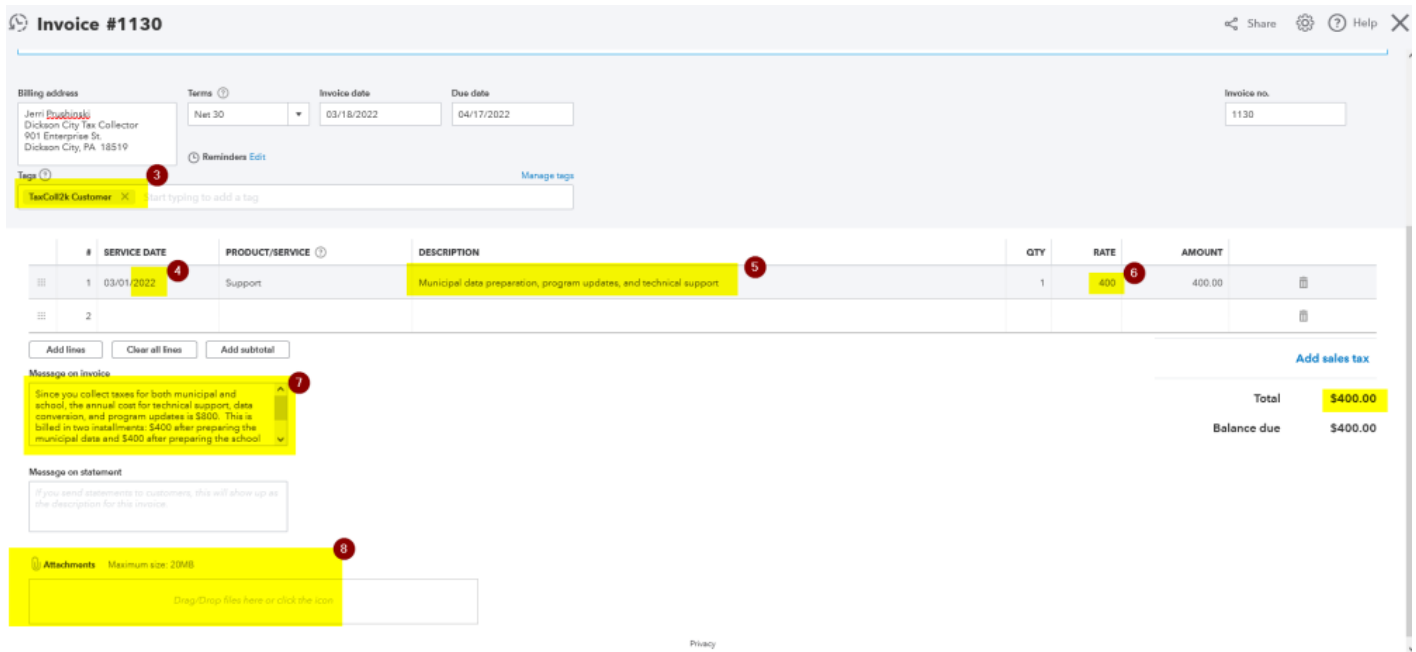 Invoice #1130
Share
Help
Billing address
Terms
Invoice date
Due date
Invoice no.
Jerri Prushinski
Dickson City Tax Collector
901 Enterprise St.
Dickson City, PA 18519
Net 30
03/18/2022
04/17/2022
1130
Reminders Edit
3
Tags
Manage tags
TaxColl2k Customer
Start typing to add a tag
# SERVICE DATE PRODUCT/SERVICE DESCRIPTION QTY RATE AMOUNT
4
5
6
1 03/01/2022 Support Municipal data preparation, program updates, and technical support 1 400 400.00
2
Add lines
Clear all lines
Add subtotal
Add sales tax
Message on invoice
7
Since you collect taxes for both municipal and
school, the annual cost for technical support, data
conversion, and program updates is $800. This is
billed in two installments: $400 after preparing the
municipal data and $400 after preparing the school
Total $400.00
Balance due $400.00
Message on statement
If you send statements to customers, this will show up as
the description for this invoice.
8
Attachments Maximum size: 20MB
Drag/Drop files here or click the icon
Privacy